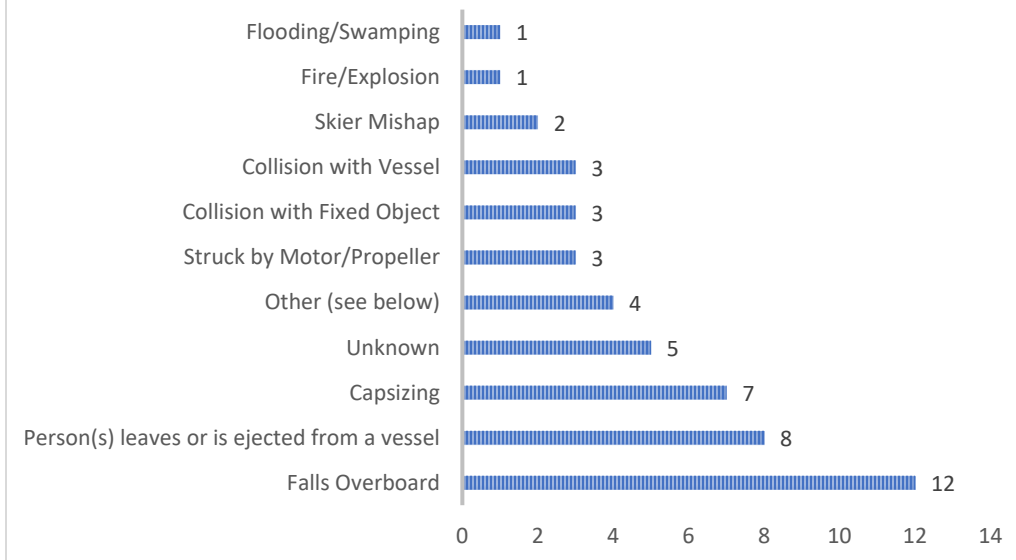 Flooding/Swamping 1
Fire/Explosion 1
Skier Mishap 2
Collision with Vessel 3
Collision with Fixed Object 3
Struck by Motor/Propeller 3
Other (see below) 4
Unknown 5
Capsizing 7
Person(s) leaves or is ejected from a vessel 8
Falls Overboard 12
0 2 4 6 8 10 12 14